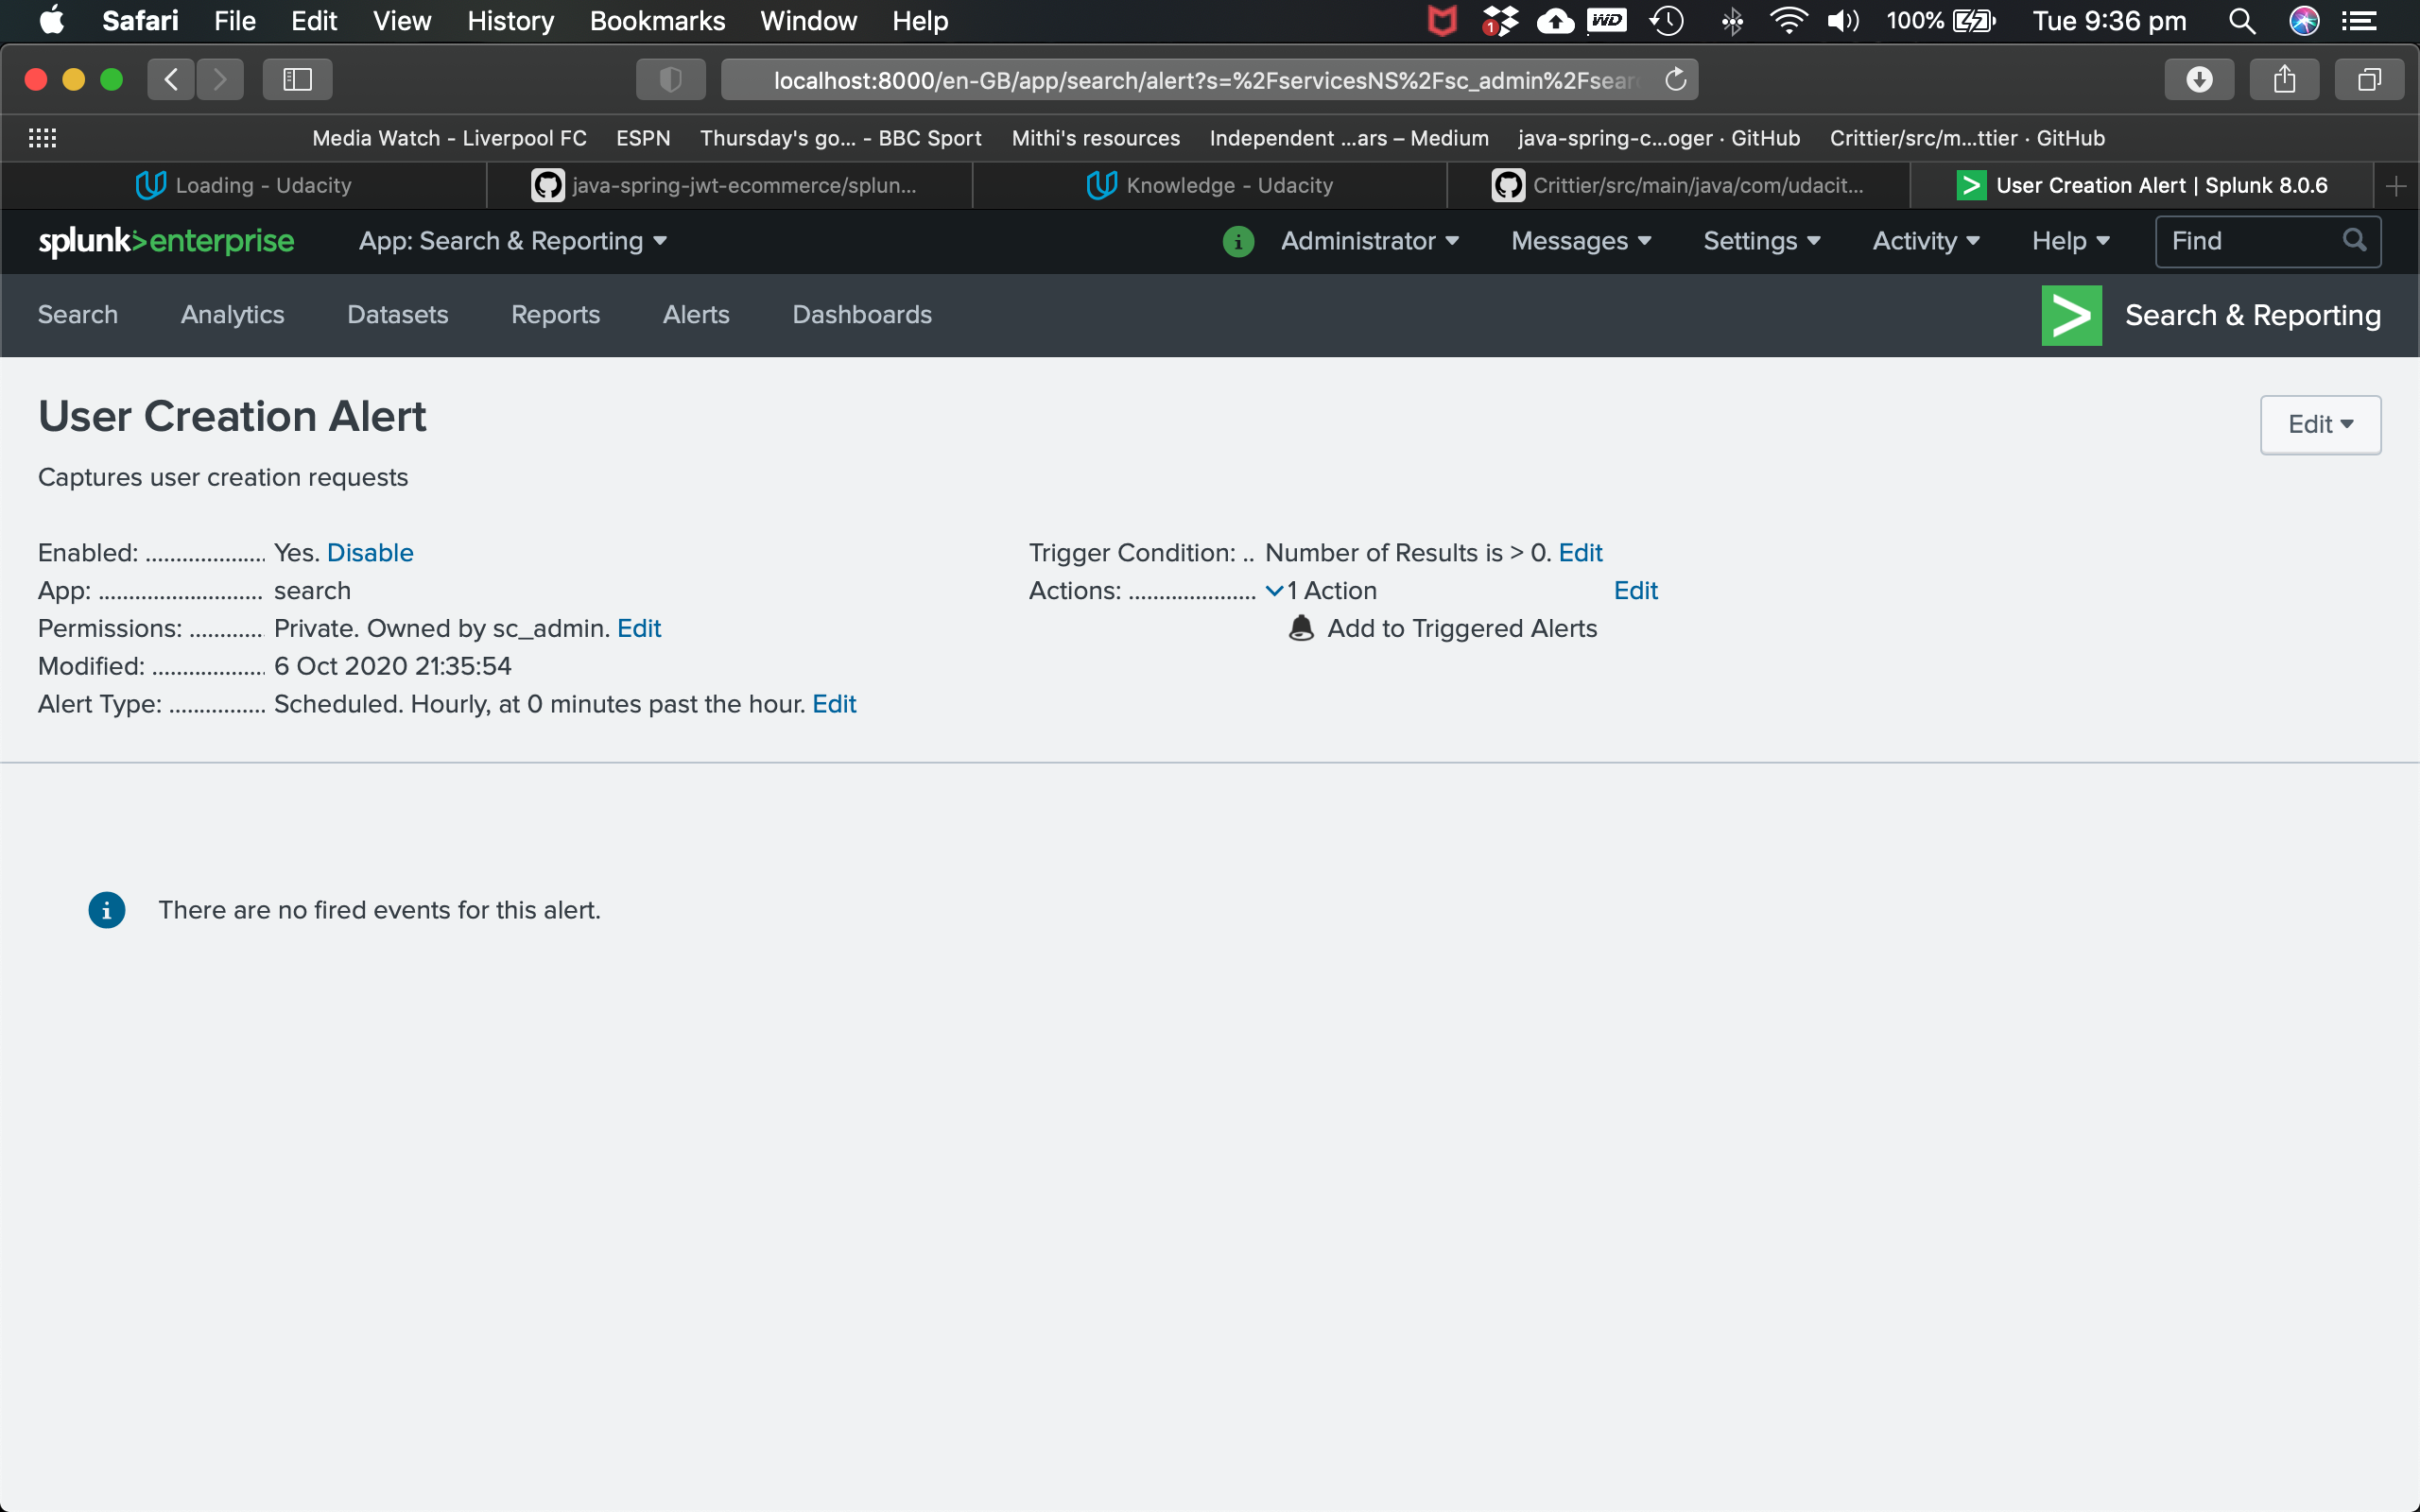 Safari File Edit View History Bookmarks Window Help 1 WD 100% Tue 9:36 pm
localhost:8000/en-GB/app/search/alert?s=%2FservicesNS%2Fsc_admin%2Fsear
Media Watch - Liverpool FC ESPN Thursday's go... - BBC Sport Mithi's resources Independent ...ars – Medium java-spring-c...oger · GitHub Crittier/src/m...ttier · GitHub
Loading - Udacity java-spring-jwt-ecommerce/splun... Knowledge - Udacity Crittier/src/main/java/com/udacit... User Creation Alert | Splunk 8.0.6
splunk>enterprise App: Search & Reporting Administrator Messages Settings Activity Help Find
Search Analytics Datasets Reports Alerts Dashboards Search & Reporting
User Creation Alert Edit
Captures user creation requests
Enabled: .................... Yes. Disable
App: ........................... search
Permissions: ............ Private. Owned by sc_admin. Edit
Modified: ................... 6 Oct 2020 21:35:54
Alert Type: ................ Scheduled. Hourly, at 0 minutes past the hour. Edit
Trigger Condition: .. Number of Results is > 0. Edit
Actions: ..................... 1 Action Edit
Add to Triggered Alerts
There are no fired events for this alert.